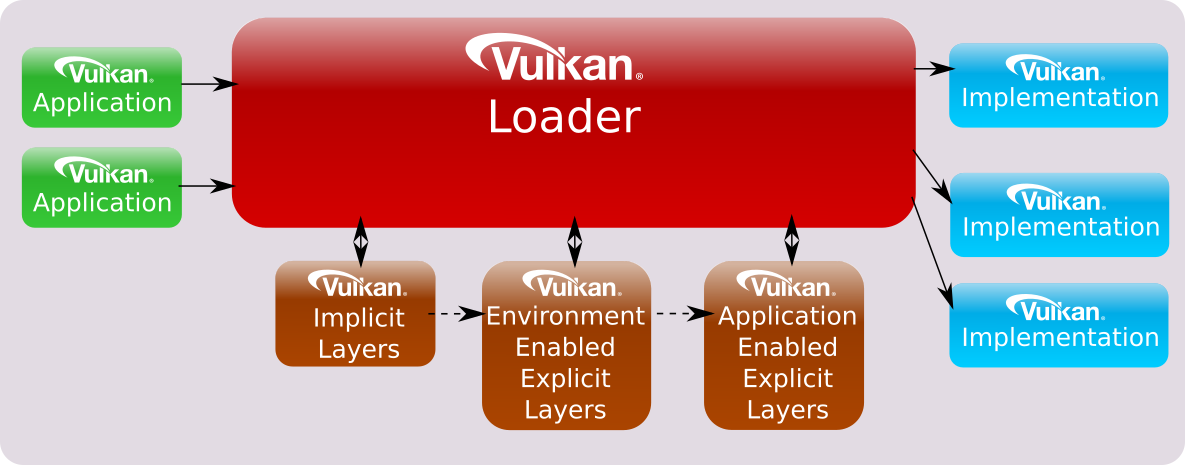 Vulkan®
Application
Vulkan®
Application
Vulkan®
Loader
Vulkan®
Implementation
Vulkan®
Implementation
Vulkan®
Implementation
Vulkan®
Implicit
Layers
Vulkan®
Environment
Enabled
Explicit
Layers
Vulkan®
Application
Enabled
Explicit
Layers